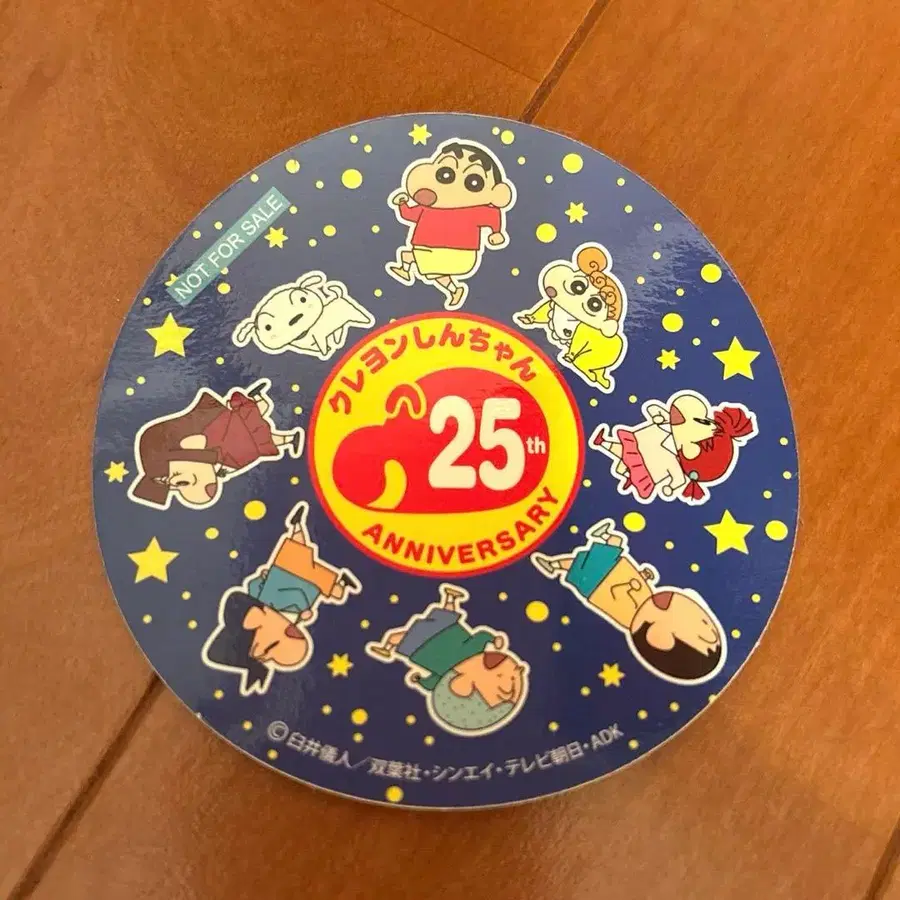 NOT FOR SALE
クレヨンしんちゃん
25th
ANNIVERSARY
©臼井儀人/双葉社・シンエイ・テレビ朝日・ADK